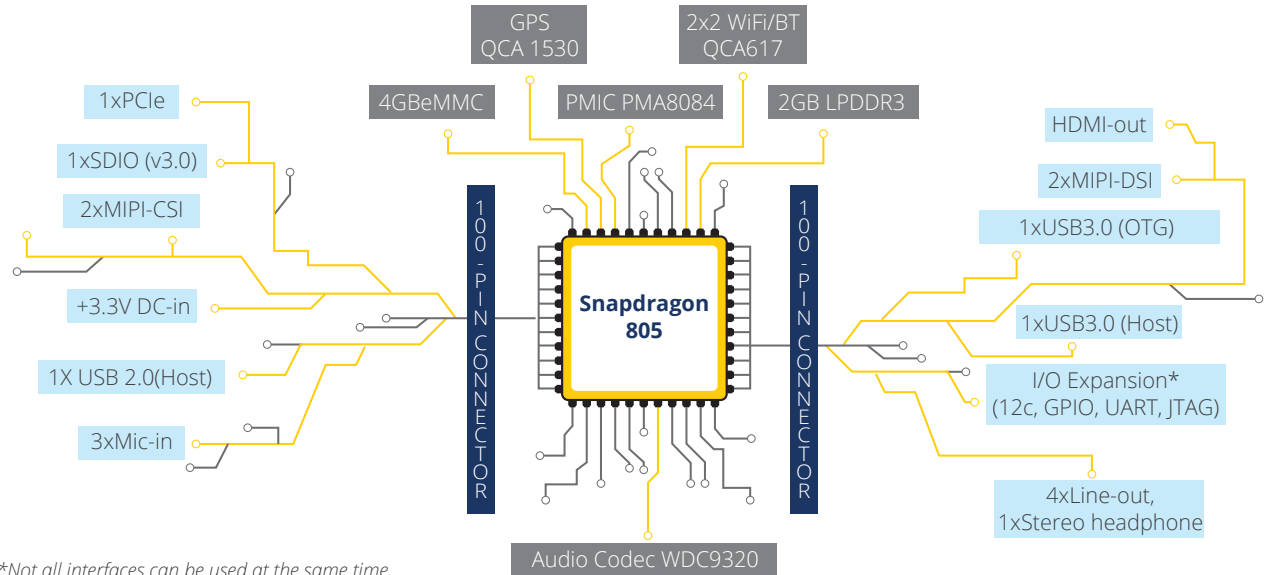 GPS
QCA 1530
2x2 WiFi/BT
QCA617
4GBeMMC
PMIC PMA8084
2GB LPDDR3
1xPCIe
1xSDIO (v3.0)
2xMIPI-CSI
+3.3V DC-in
1X USB 2.0(Host)
3xMic-in
100-PIN CONNECTOR
Snapdragon
805
100-PIN CONNECTOR
HDMI-out
2xMIPI-DSI
1xUSB3.0 (OTG)
1xUSB3.0 (Host)
I/O Expansion*
(12c, GPIO, UART, JTAG)
4xLine-out,
1xStereo headphone
Audio Codec WDC9320
*Not all interfaces can be used at the same time